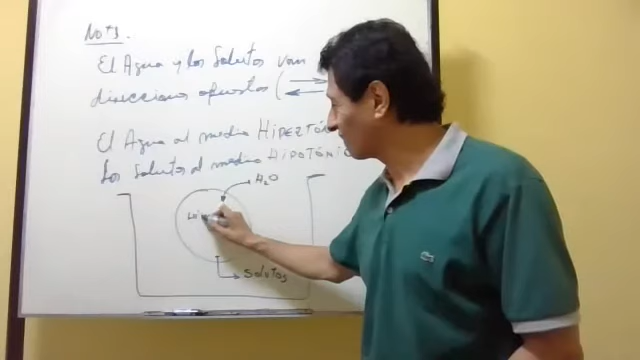 NOTA.
El Agua y los Solutos van
direcciones opuestas (
El Agua al medio HiPERTÓ
Los Solutos al medio HiPOTÓNi
H₂O
Solutos